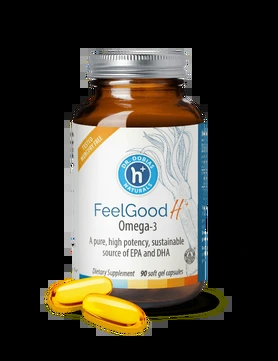 DR. DOBIAS
h+
NATURALS
FeelGood H+
Omega-3
A pure, high potency, sustainable
source of EPA and DHA
Dietary Supplement 90 soft gel capsules